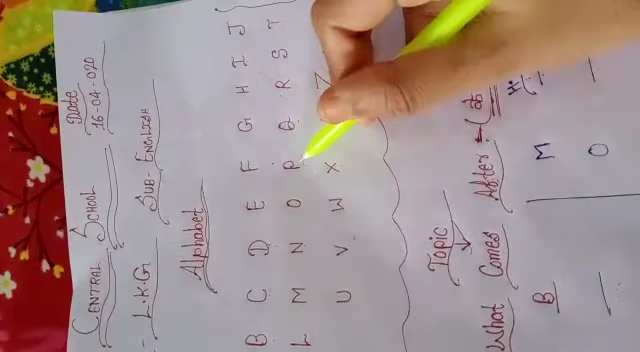 Date
CENTRAL SCHOOL 16-04-020
- L.K.G SUB- ENGLISH
Alphabet
B C D E F G H I J
L M N O P Q R S T
U V W X Z
Topic
What Comes After
B M H
O